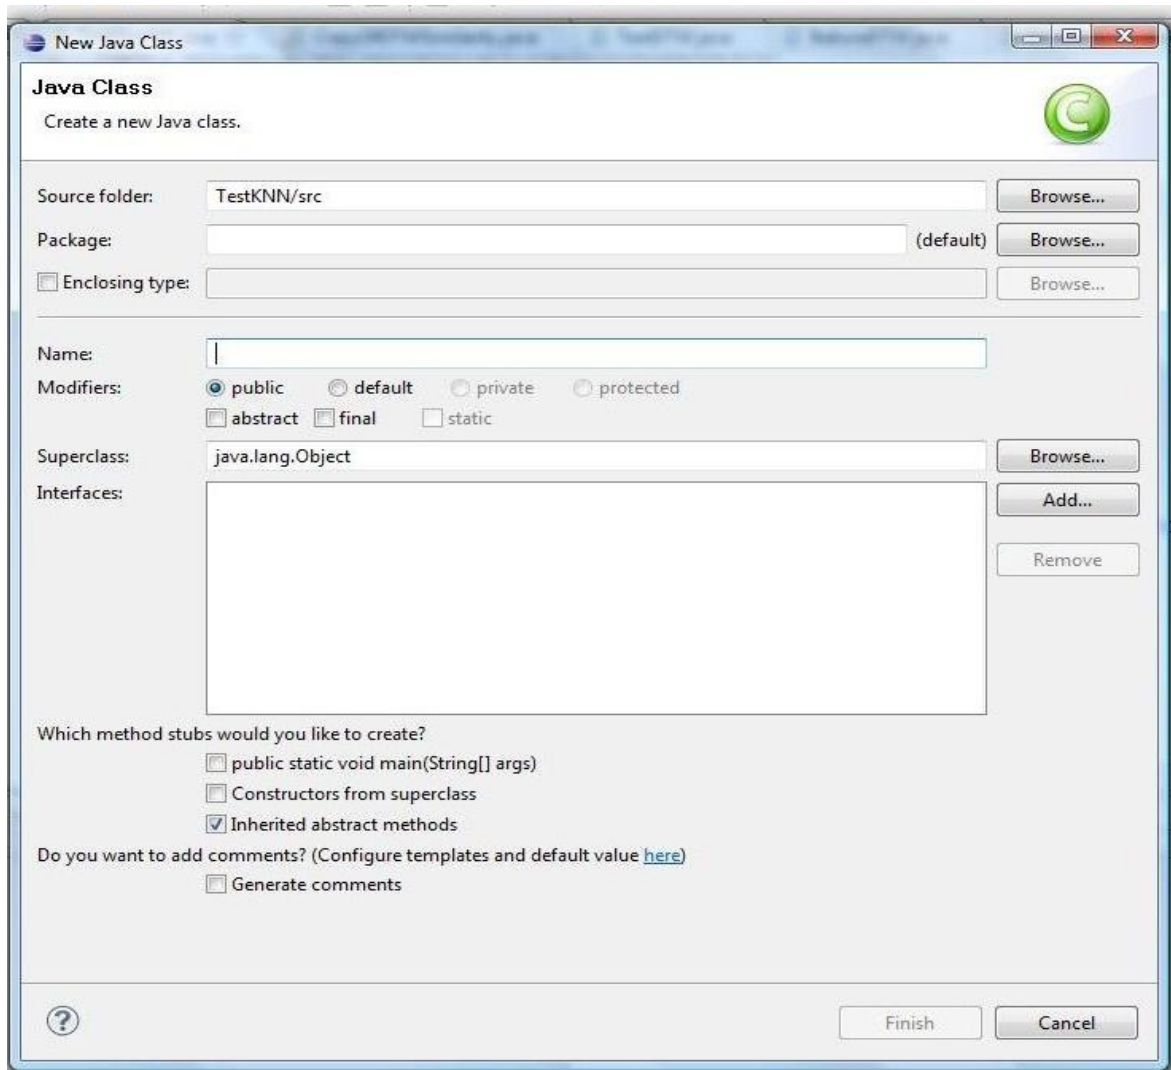 New Java Class
Java Class
Create a new Java class.
C
Source folder: TestKNN/src Browse...
Package: (default) Browse...
Enclosing type: Browse...
Name:
Modifiers: public default private protected
abstract final static
Superclass: java.lang.Object Browse...
Interfaces: Add...
Remove
Which method stubs would you like to create?
public static void main(String[] args)
Constructors from superclass
Inherited abstract methods
Do you want to add comments? (Configure templates and default value here)
Generate comments
? Finish Cancel